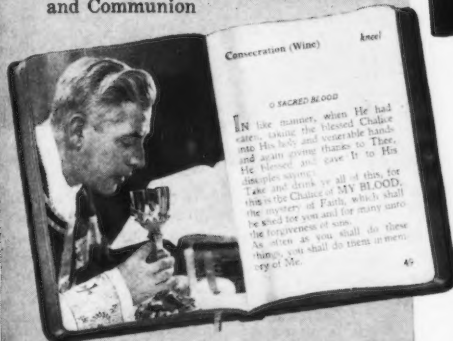 and Communion
Consecration (Wine) kneel
O SACRED BLOOD
IN like manner, when He had
eaten, taking the blessed Chalice
into His holy and venerable hands
and again giving thanks to Thee,
He blessed and gave It to His
disciples saying:
Take and drink ye all of this, for
this is the Chalice of MY BLOOD,
the mystery of Faith, which shall
be shed for you and for many unto
the forgiveness of sins.
As often as you shall do these
things, you shall do them in mem-
ory of Me.
49